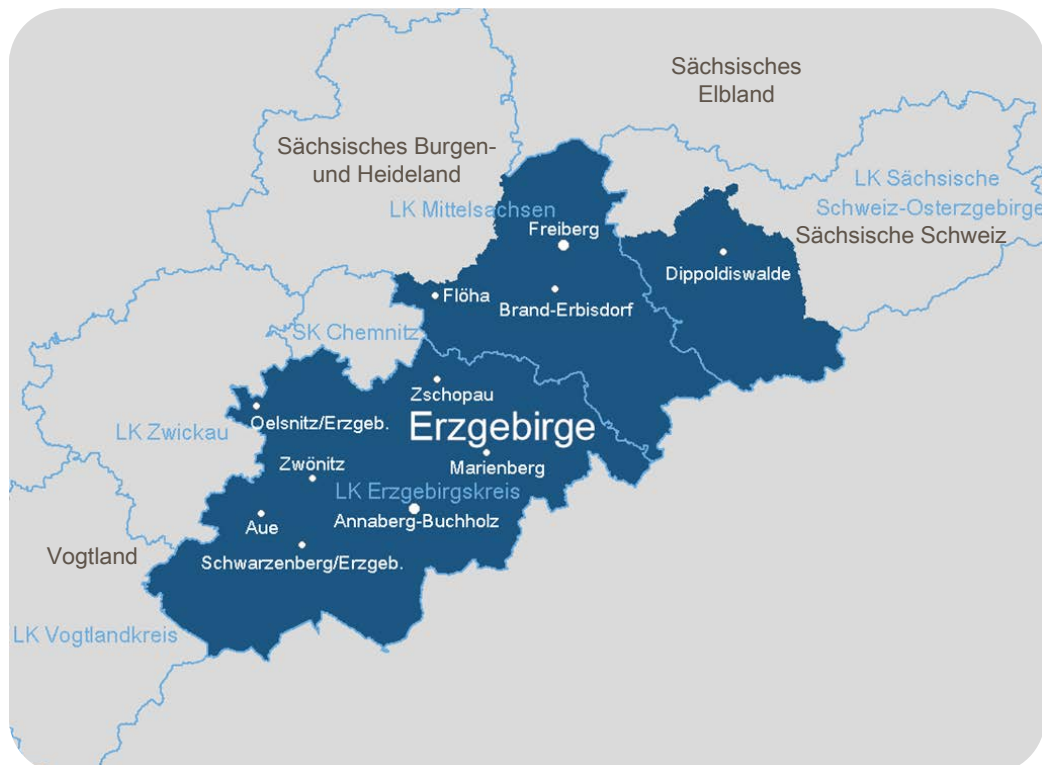 Sächsisches
Elbland
Sächsisches Burgen-
und Heideland
LK Sächsische
Schweiz-Osterzgebirge
LK Mittelsachsen
Freiberg
Sächsische Schweiz
Dippoldiswalde
Flöha
Brand-Erbisdorf
SK Chemnitz
Zschopau
Oelsnitz/Erzgeb.
Erzgebirge
LK Zwickau
Zwönitz
Marienberg
LK Erzgebirgskreis
Annaberg-Buchholz
Aue
Vogtland
Schwarzenberg/Erzgeb.
LK Vogtlandkreis